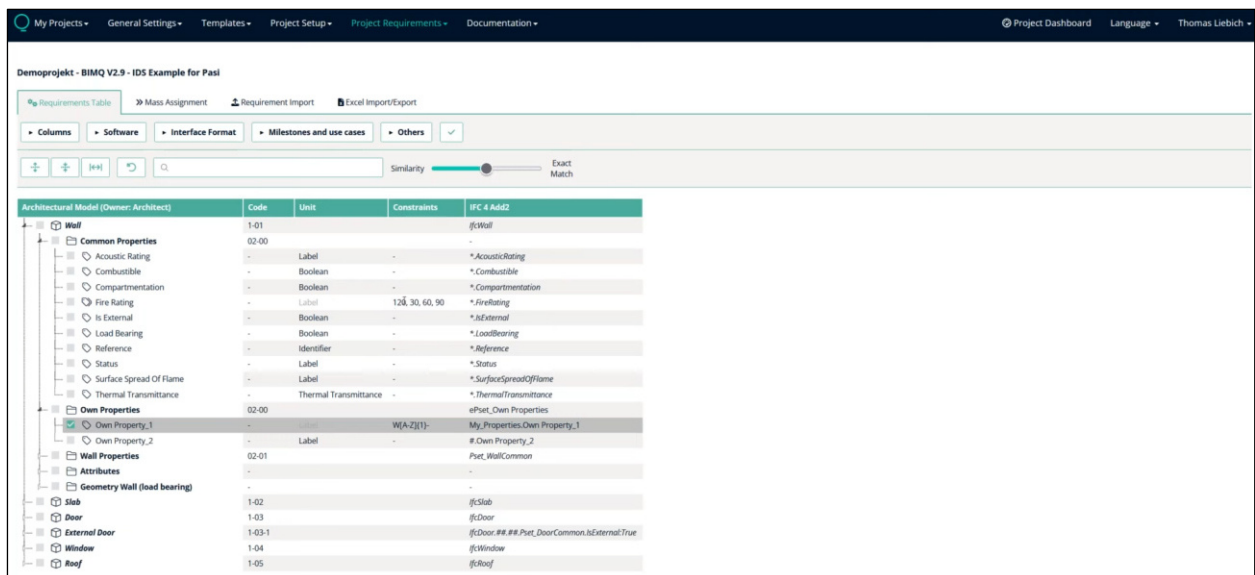 My Projects General Settings Templates Project Setup Project Requirements Documentation Project Dashboard Language Thomas Liebich
Demoprojekt - BIMQ V2.9 - IDS Example for Pasi
Requirements Table Mass Assignment Requirement Import Excel Import/Export
Columns Software Interface Format Milestones and use cases Others
Similarity Exact Match
Architectural Model (Owner: Architect) Code Unit Constraints IFC 4 Add2
Wall 1-01 IfcWall
Common Properties 02-00 -
Acoustic Rating - Label - *.AcousticRating
Combustible - Boolean - *.Combustible
Compartmentation - Boolean - *.Compartmentation
Fire Rating - Label 120, 30, 60, 90 *.FireRating
Is External - Boolean - *.IsExternal
Load Bearing - Boolean - *.LoadBearing
Reference - Identifier - *.Reference
Status - Label - *.Status
Surface Spread Of Flame - Label - *.SurfaceSpreadOfFlame
Thermal Transmittance - Thermal Transmittance - *.ThermalTransmittance
Own Properties 02-00 ePset_Own Properties
Own Property_1 - Label W[A-Z]{1}- My_Properties.Own Property_1
Own Property_2 - Label - #.Own Property_2
Wall Properties 02-01 Pset_WallCommon
Attributes - -
Geometry Wall (load bearing) - -
Slab 1-02 IfcSlab
Door 1-03 IfcDoor
External Door 1-03-1 IfcDoor.##.##.Pset_DoorCommon.IsExternal:True
Window 1-04 IfcWindow
Roof 1-05 IfcRoof